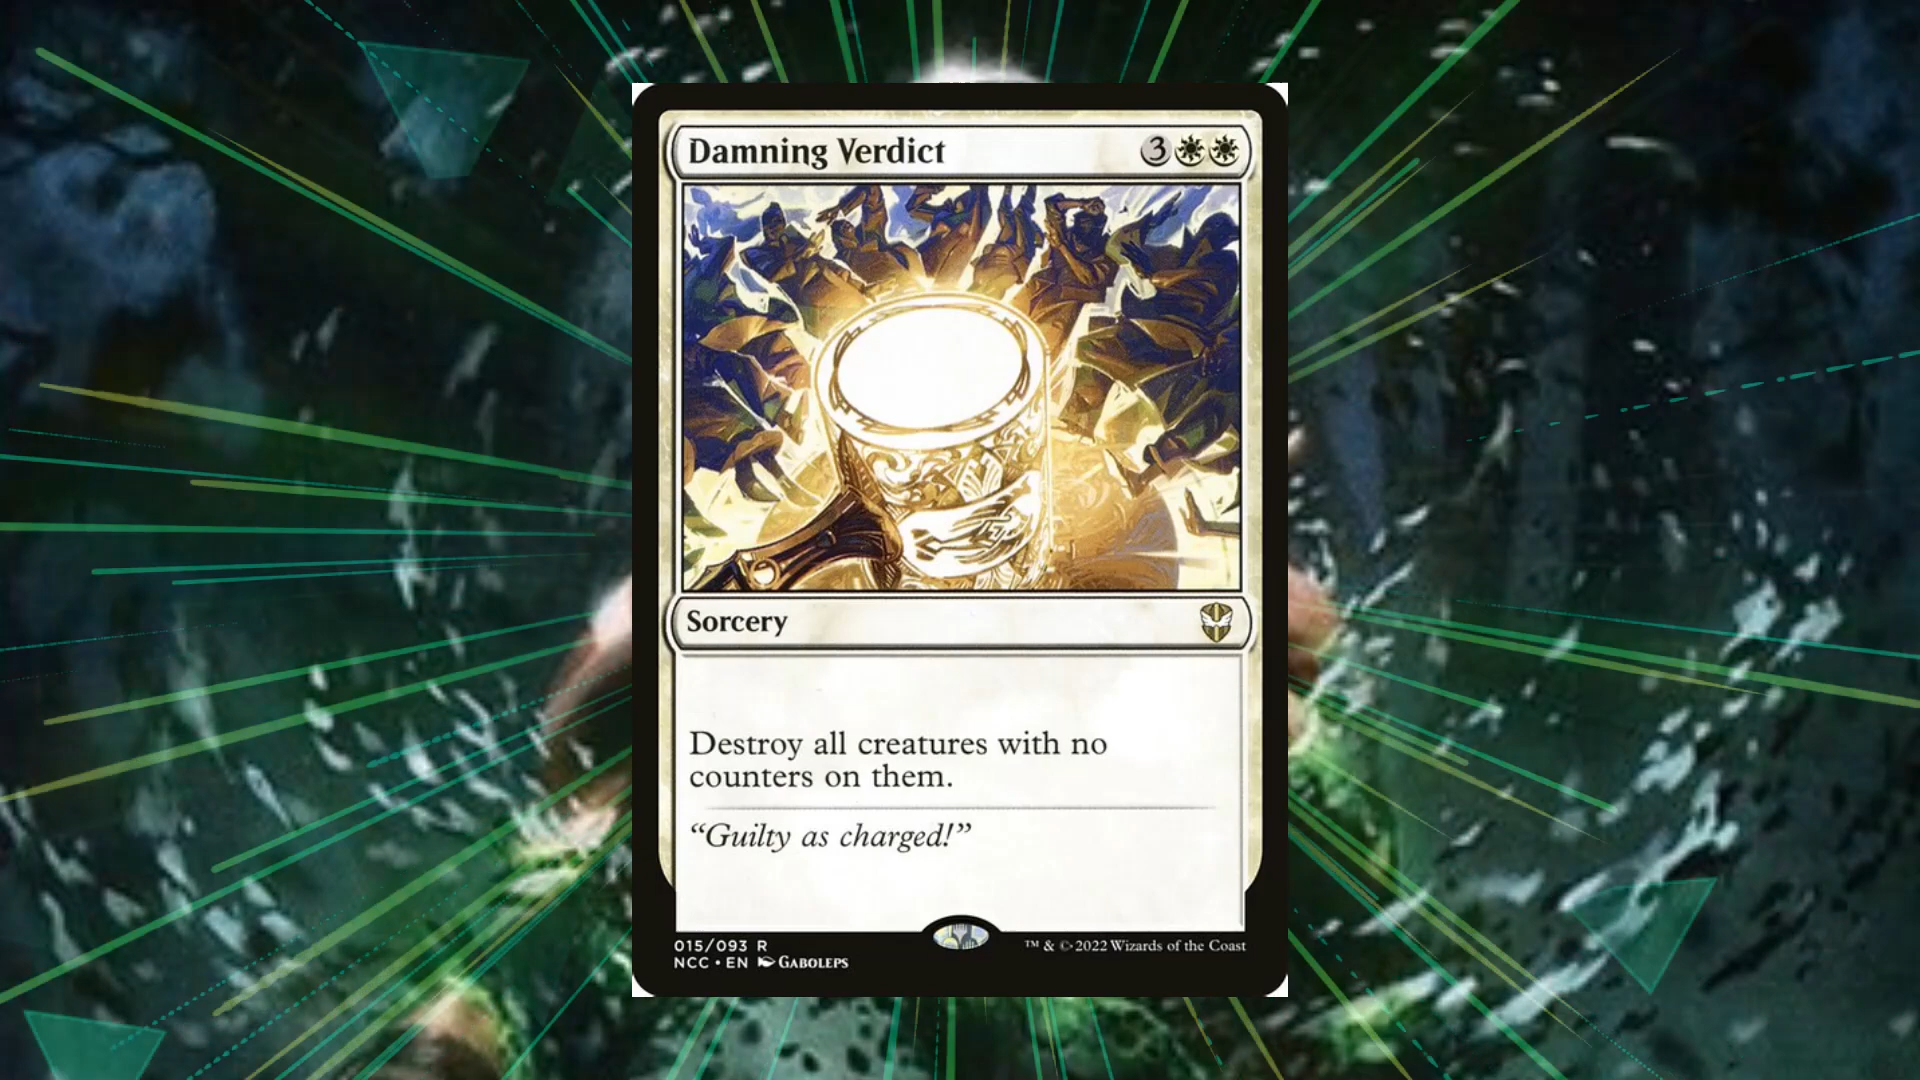 Damning Verdict 3
Sorcery
Destroy all creatures with no
counters on them.
“Guilty as charged!”
015/093 R
NCC • EN GABOLEPS
™ & © 2022 Wizards of the Coast